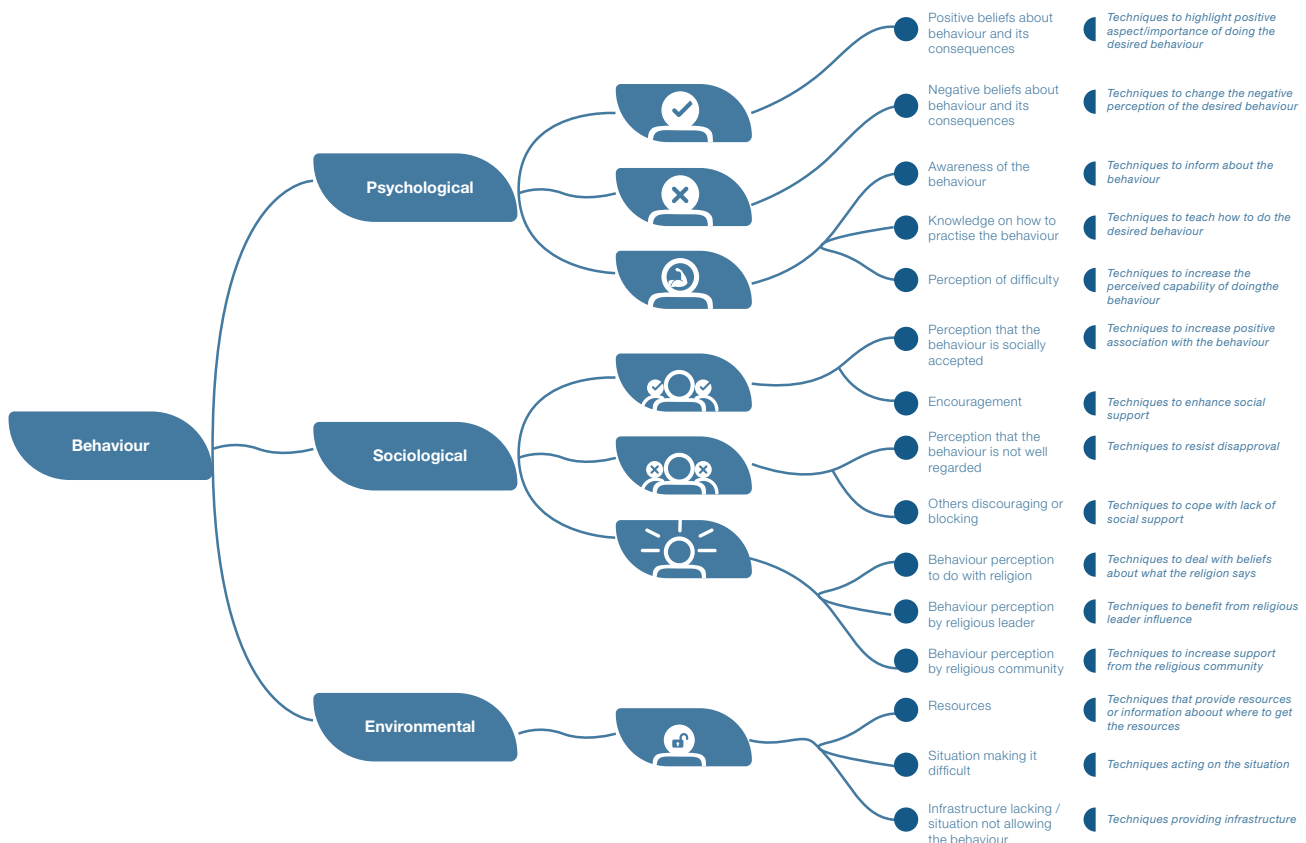 Behaviour
Psychological
Positive beliefs about
behaviour and its
consequences
Techniques to highlight positive
aspect/importance of doing the
desired behaviour
Negative beliefs about
behaviour and its
consequences
Techniques to change the negative
perception of the desired behaviour
Awareness of the
behaviour
Techniques to inform about the
behaviour
Knowledge on how to
practise the behaviour
Techniques to teach how to do the
desired behaviour
Perception of difficulty
Techniques to increase the
perceived capability of doingthe
behaviour
Sociological
Perception that the
behaviour is socially
accepted
Techniques to increase positive
association with the behaviour
Encouragement
Techniques to enhance social
support
Perception that the
behaviour is not well
regarded
Techniques to resist disapproval
Others discouraging or
blocking
Techniques to cope with lack of
social support
Behaviour perception
to do with religion
Techniques to deal with beliefs
about what the religion says
Behaviour perception
by religious leader
Techniques to benefit from religious
leader influence
Behaviour perception
by religious community
Techniques to increase support
from the religious community
Environmental
Resources
Techniques that provide resources
or information aboout where to get
the resources
Situation making it
difficult
Techniques acting on the situation
Infrastructure lacking /
situation not allowing
the behaviour
Techniques providing infrastructure